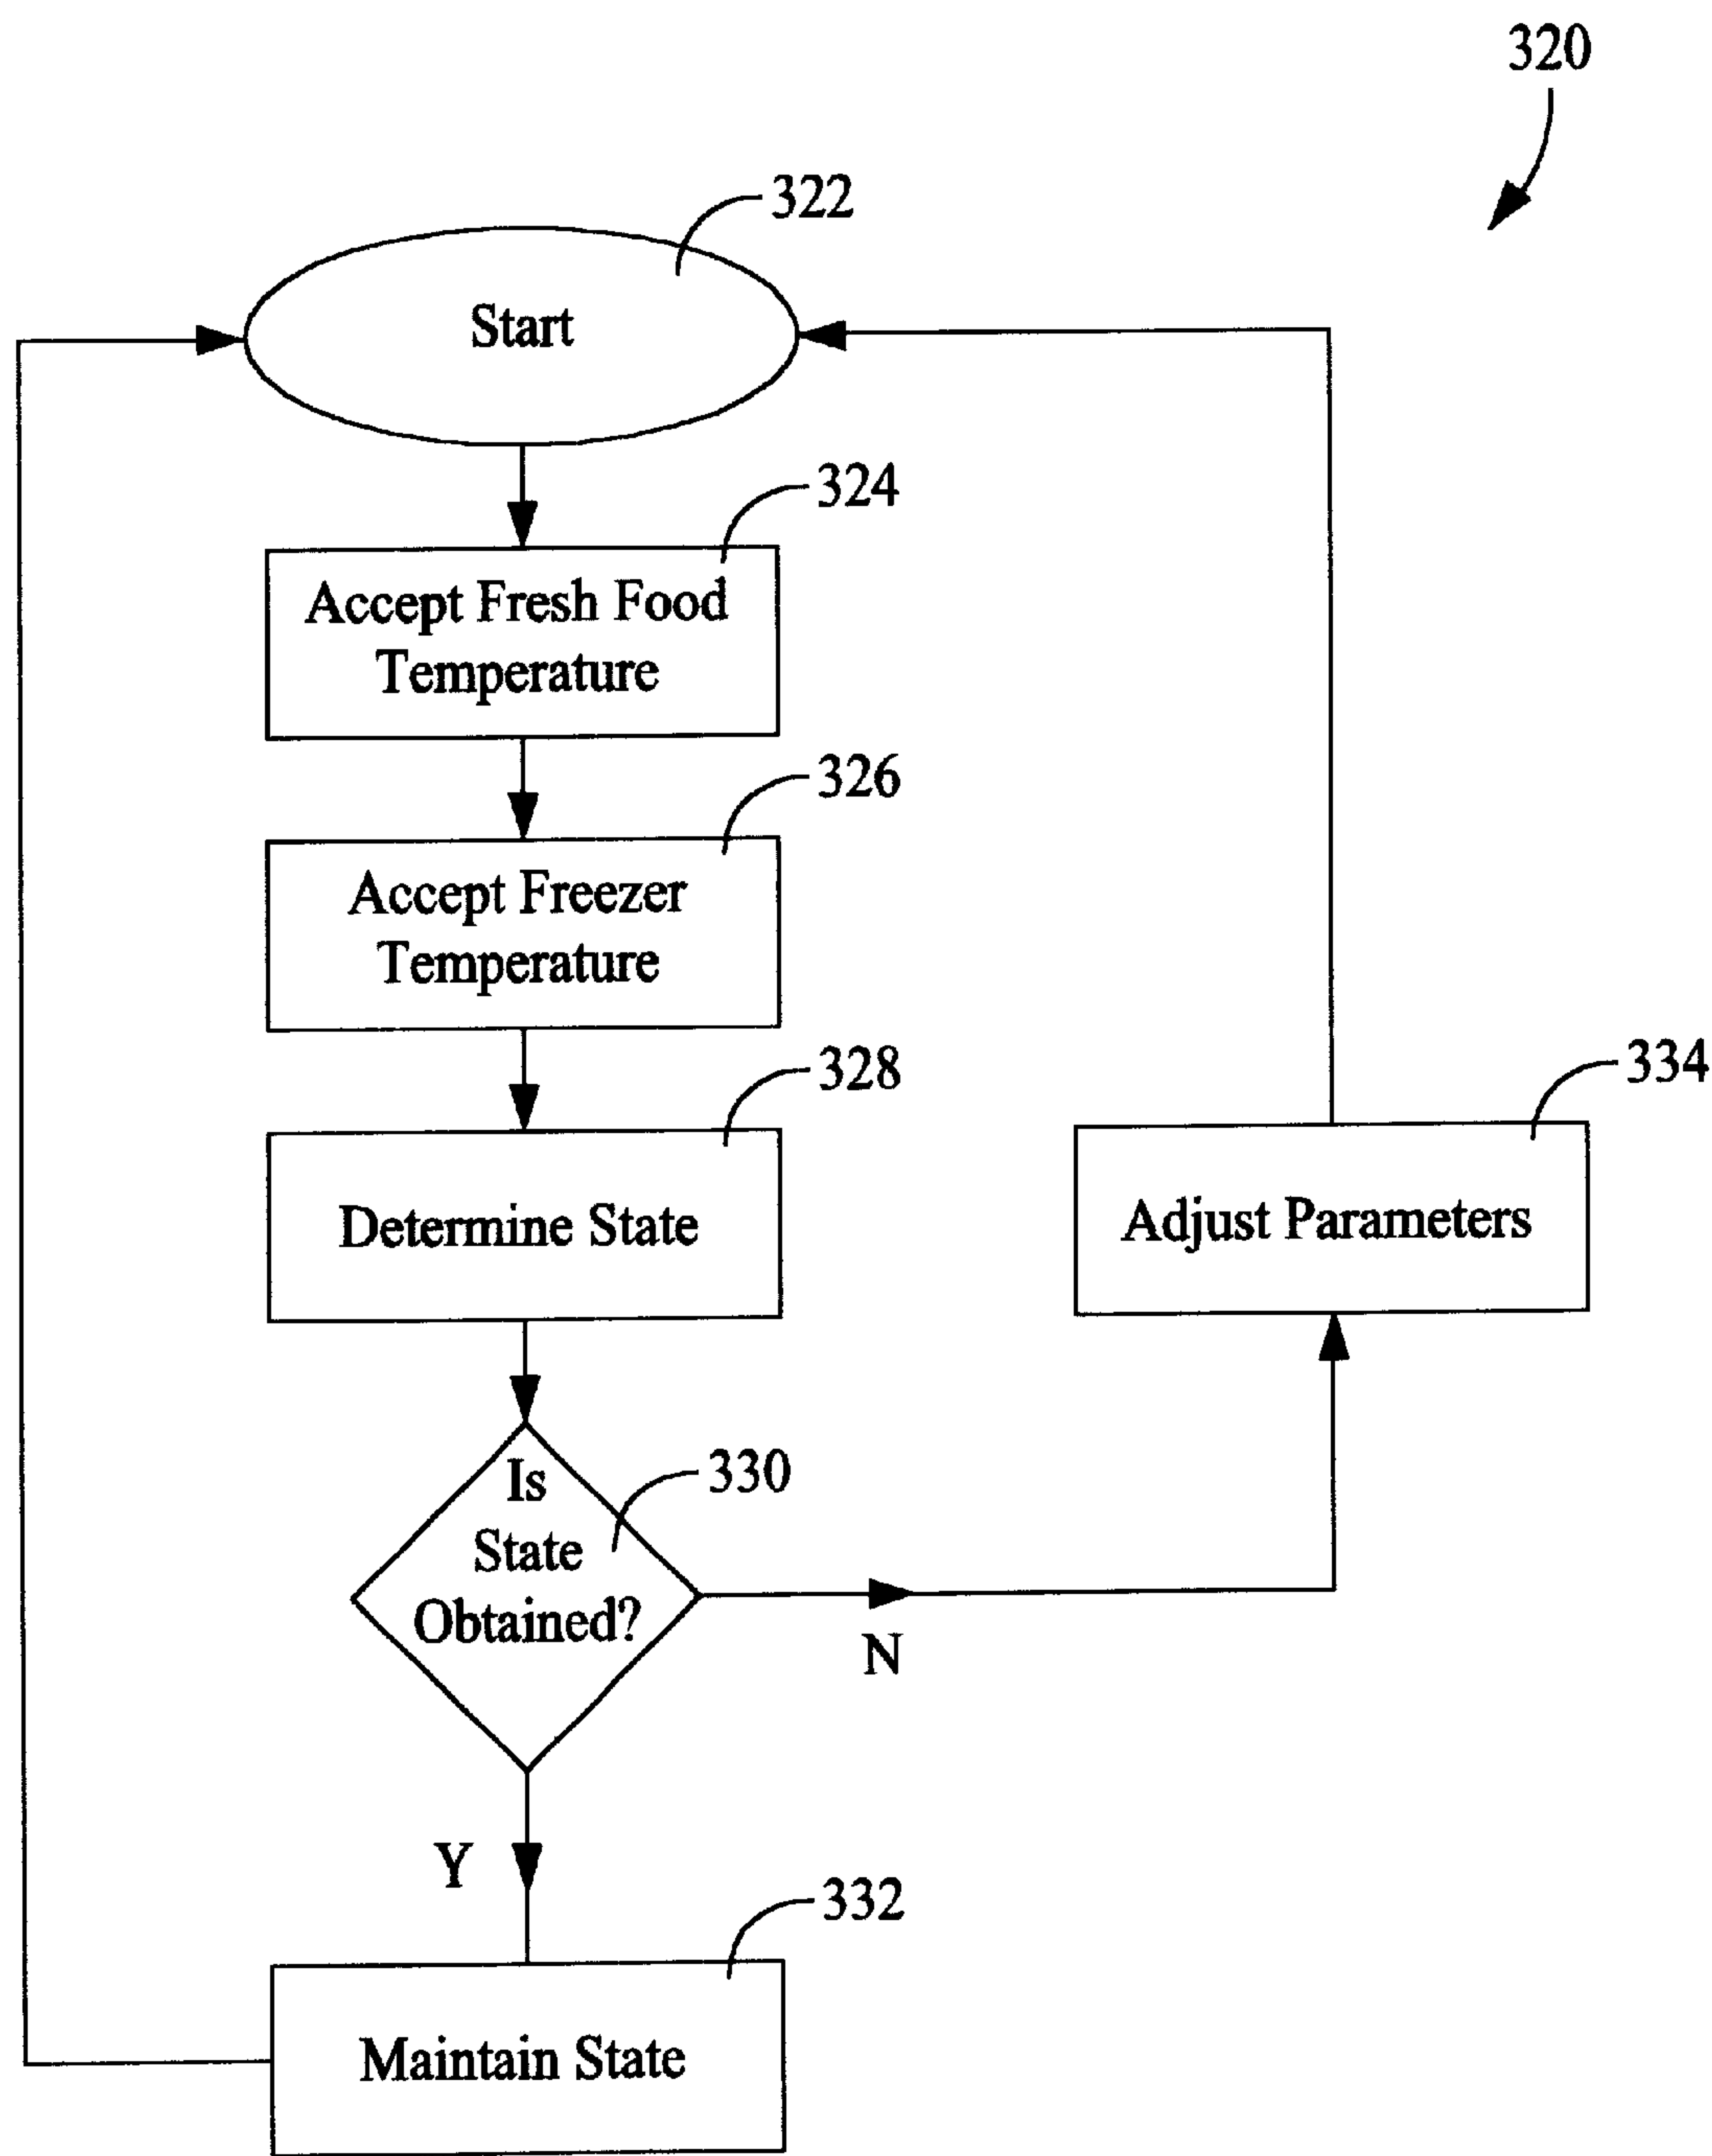 320
322
Start
324
Accept Fresh Food
Temperature
326
Accept Freezer
Temperature
328
Determine State
334
Adjust Parameters
330
Is
State
Obtained?
N
Y
332
Maintain State